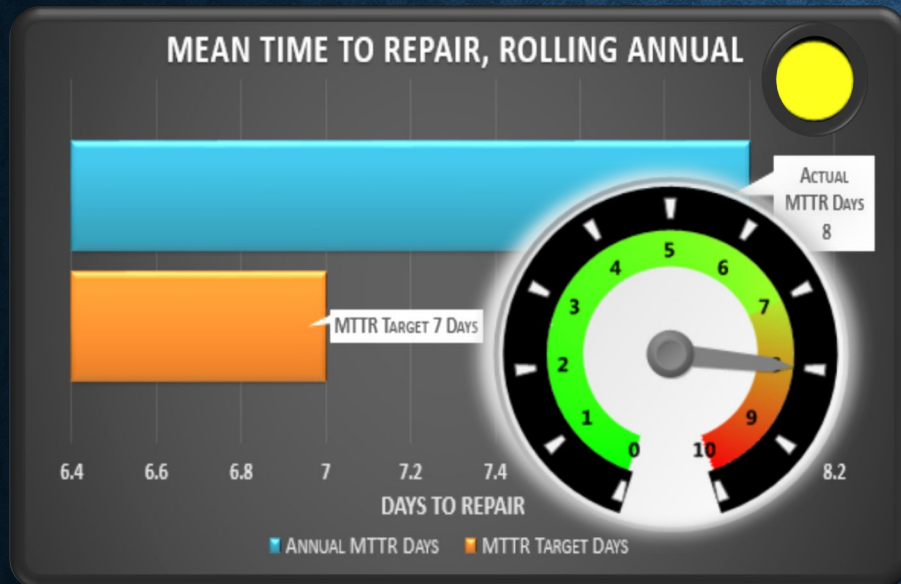 MEAN TIME TO REPAIR, ROLLING ANNUAL
ACTUAL
MTTR DAYS
8
MTTR TARGET 7 DAYS
0
1
2
3
4
5
6
7
9
10
6.4 6.6 6.8 7 7.2 7.4 8.2
DAYS TO REPAIR
ANNUAL MTTR DAYS MTTR TARGET DAYS